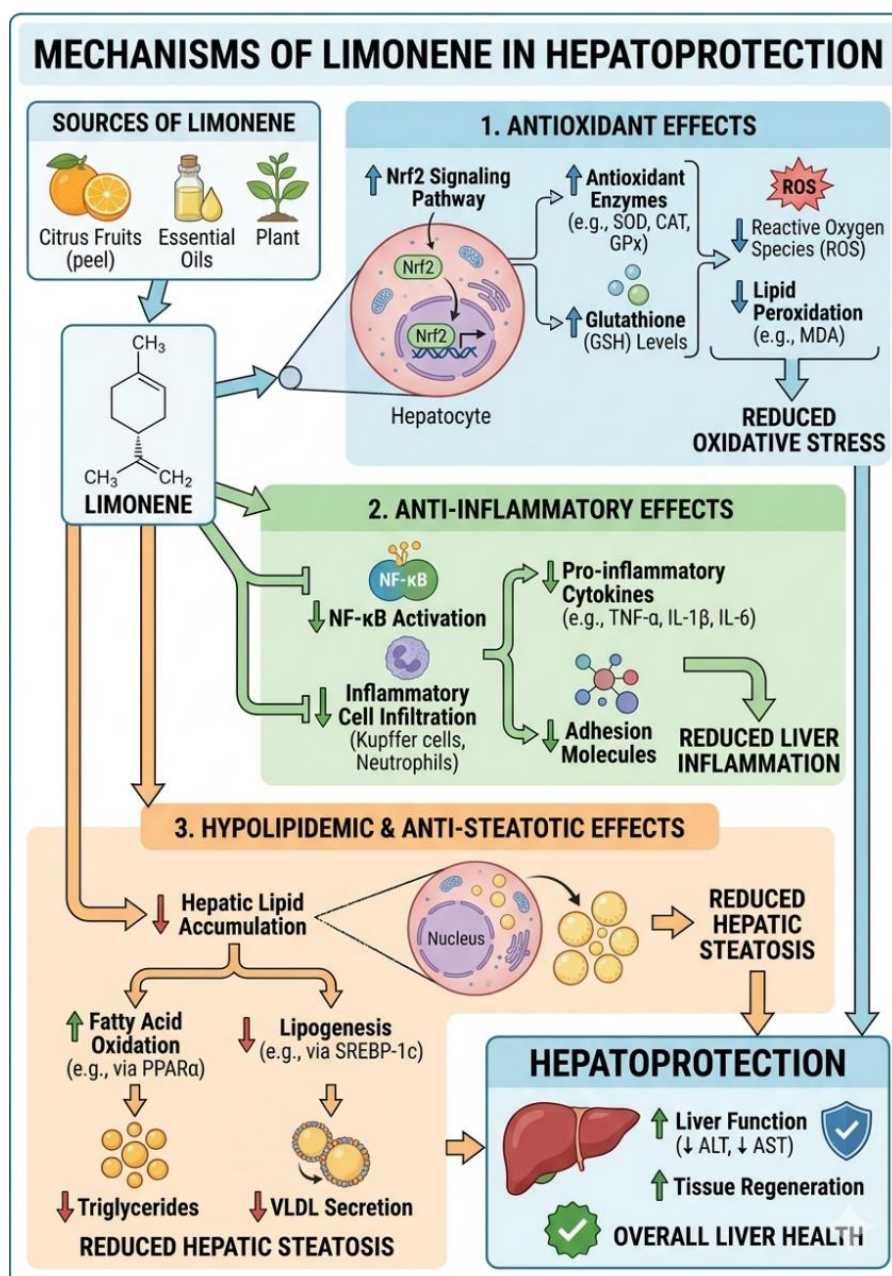 MECHANISMS OF LIMONENE IN HEPATOPROTECTION
SOURCES OF LIMONENE
Citrus Fruits
(peel)
Essential
Oils
Plant
CH₃
CH₃
CH₂
LIMONENE
1. ANTIOXIDANT EFFECTS
Nrf2 Signaling
Pathway
Nrf2
Nrf2
Hepatocyte
Antioxidant
Enzymes
(e.g., SOD, CAT,
GPx)
Glutathione
(GSH) Levels
ROS
Reactive Oxygen
Species (ROS)
Lipid
Peroxidation
(e.g., MDA)
REDUCED
OXIDATIVE STRESS
2. ANTI-INFLAMMATORY EFFECTS
NF-κB
NF-κB Activation
Inflammatory
Cell Infiltration
(Kupffer cells,
Neutrophils)
Pro-inflammatory
Cytokines
(e.g., TNF-α, IL-1β, IL-6)
Adhesion
Molecules
REDUCED LIVER
INFLAMMATION
3. HYPOLIPIDEMIC & ANTI-STEATOTIC EFFECTS
Hepatic Lipid
Accumulation
Nucleus
REDUCED
HEPATIC
STEATOSIS
Fatty Acid
Oxidation
(e.g., via PPARα)
Lipogenesis
(e.g., via SREBP-1c)
Triglycerides
VLDL Secretion
REDUCED HEPATIC STEATOSIS
HEPATOPROTECTION
Liver Function
(↓ ALT, ↓ AST)
Tissue Regeneration
OVERALL LIVER HEALTH